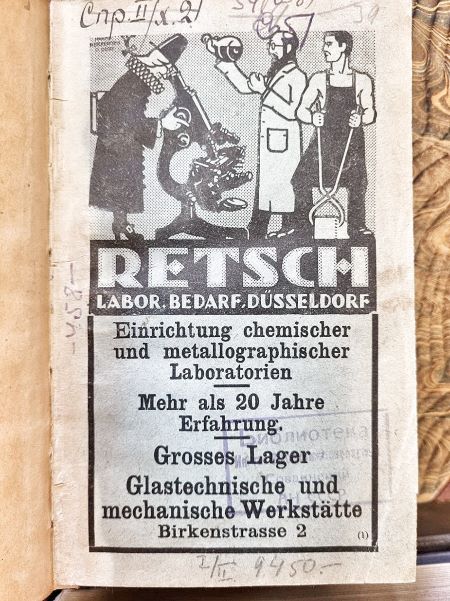 Спр. II/х. 21
RETSCH
LABOR. BEDARF, DÜSSELDORF
Einrichtung chemischer
und metallographischer
Laboratorien
Mehr als 20 Jahre
Erfahrung.
Grosses Lager
Glastechnische und
mechanische Werkstätte
Birkenstrasse 2 (1)
I/II 9450.-